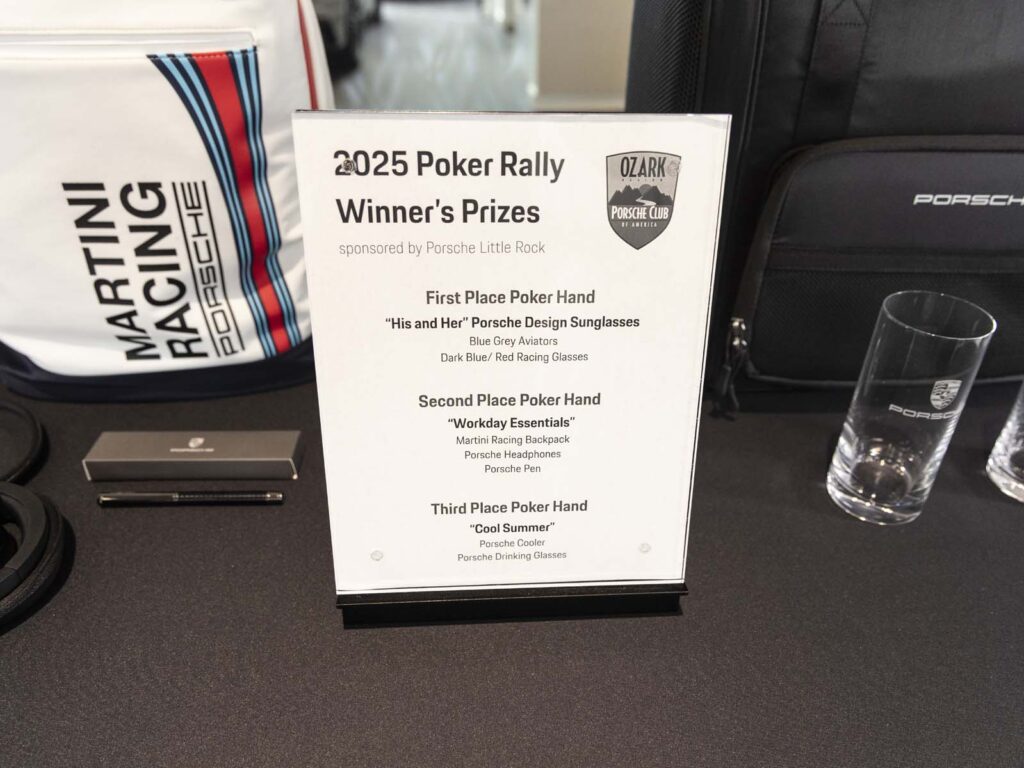 MARTINI
RACING
PORSCHE
2025 Poker Rally
Winner's Prizes
sponsored by Porsche Little Rock
OZARK
REGION
PORSCHE CLUB
OF AMERICA
First Place Poker Hand
“His and Her” Porsche Design Sunglasses
Blue Grey Aviators
Dark Blue/ Red Racing Glasses
Second Place Poker Hand
“Workday Essentials”
Martini Racing Backpack
Porsche Headphones
Porsche Pen
Third Place Poker Hand
“Cool Summer”
Porsche Cooler
Porsche Drinking Glasses
PORSCH
PORSCHE